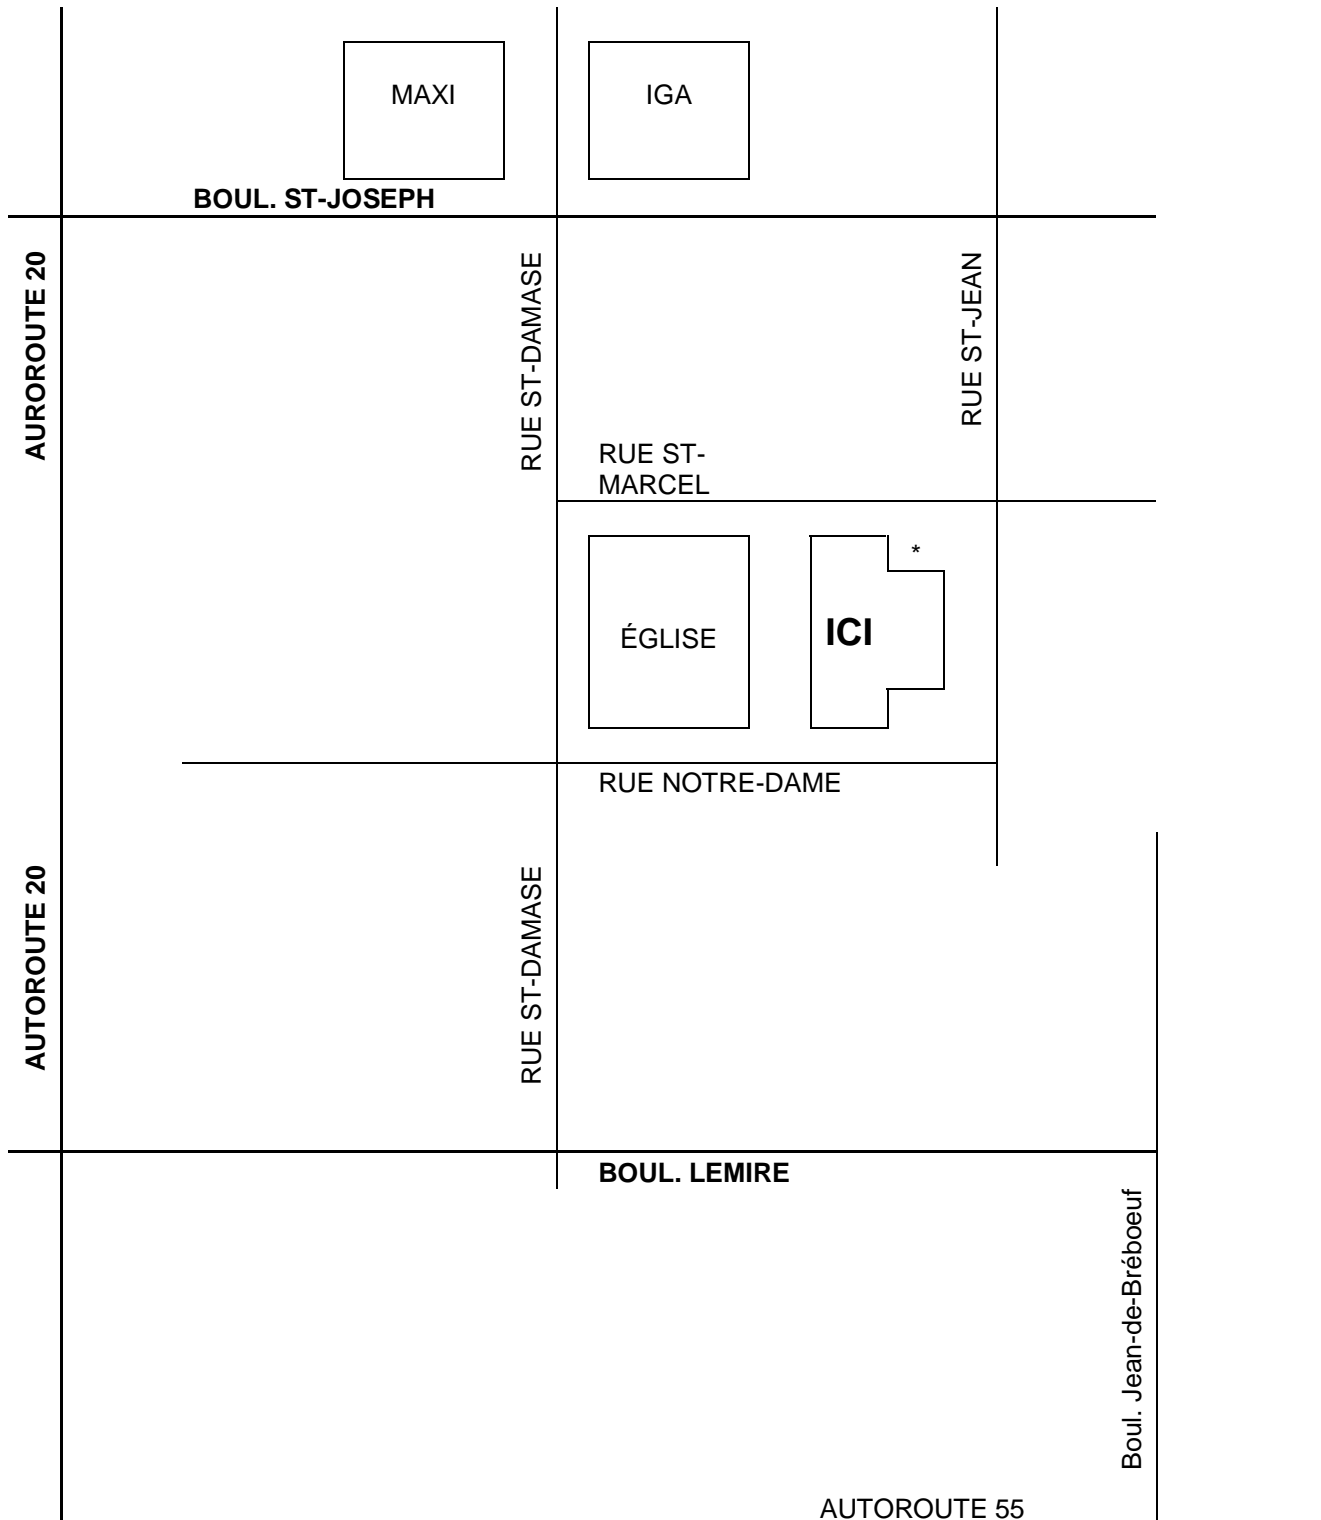 MAXI
IGA
BOUL. ST-JOSEPH
AUROROUTE 20
RUE ST-DAMASE
RUE ST-JEAN
RUE ST-
MARCEL
*
ÉGLISE
ICI
RUE NOTRE-DAME
AUTOROUTE 20
RUE ST-DAMASE
BOUL. LEMIRE
Boul. Jean-de-Bréboeuf
AUTOROUTE 55